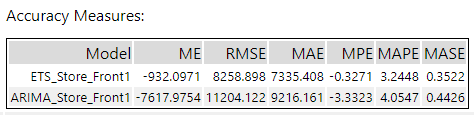 Accuracy Measures:
Model ME RMSE MAE MPE MAPE MASE
ETS_Store_Front1 -932.0971 8258.898 7335.408 -0.3271 3.2448 0.3522
ARIMA_Store_Front1 -7617.9754 11204.122 9216.161 -3.3323 4.0547 0.4426